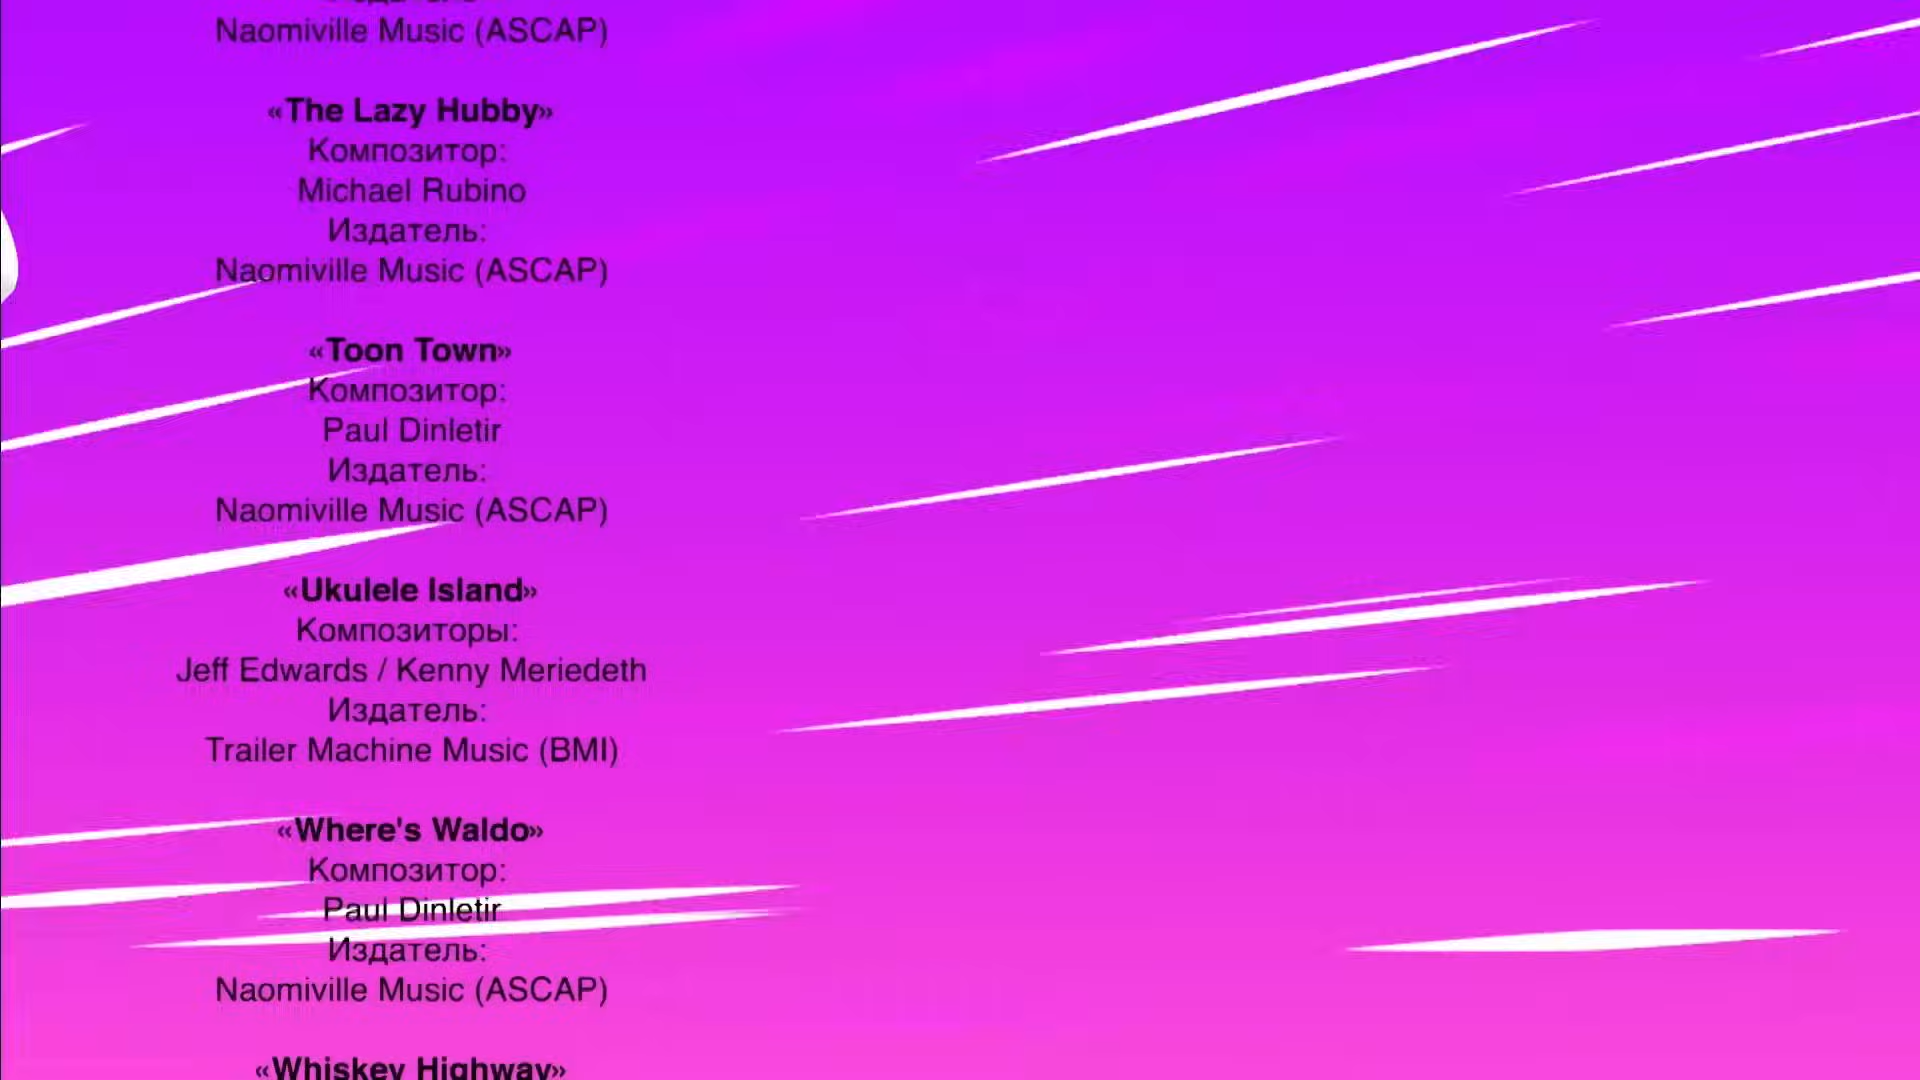 Naomiville Music (ASCAP)
«The Lazy Hubby»
Композитор:
Michael Rubino
Издатель:
Naomiville Music (ASCAP)
«Toon Town»
Композитор:
Paul Dinletir
Издатель:
Naomiville Music (ASCAP)
«Ukulele Island»
Композиторы:
Jeff Edwards / Kenny Meriedeth
Издатель:
Trailer Machine Music (BMI)
«Where's Waldo»
Композитор:
Paul Dinletir
Издатель:
Naomiville Music (ASCAP)
«Whiskey Highway»